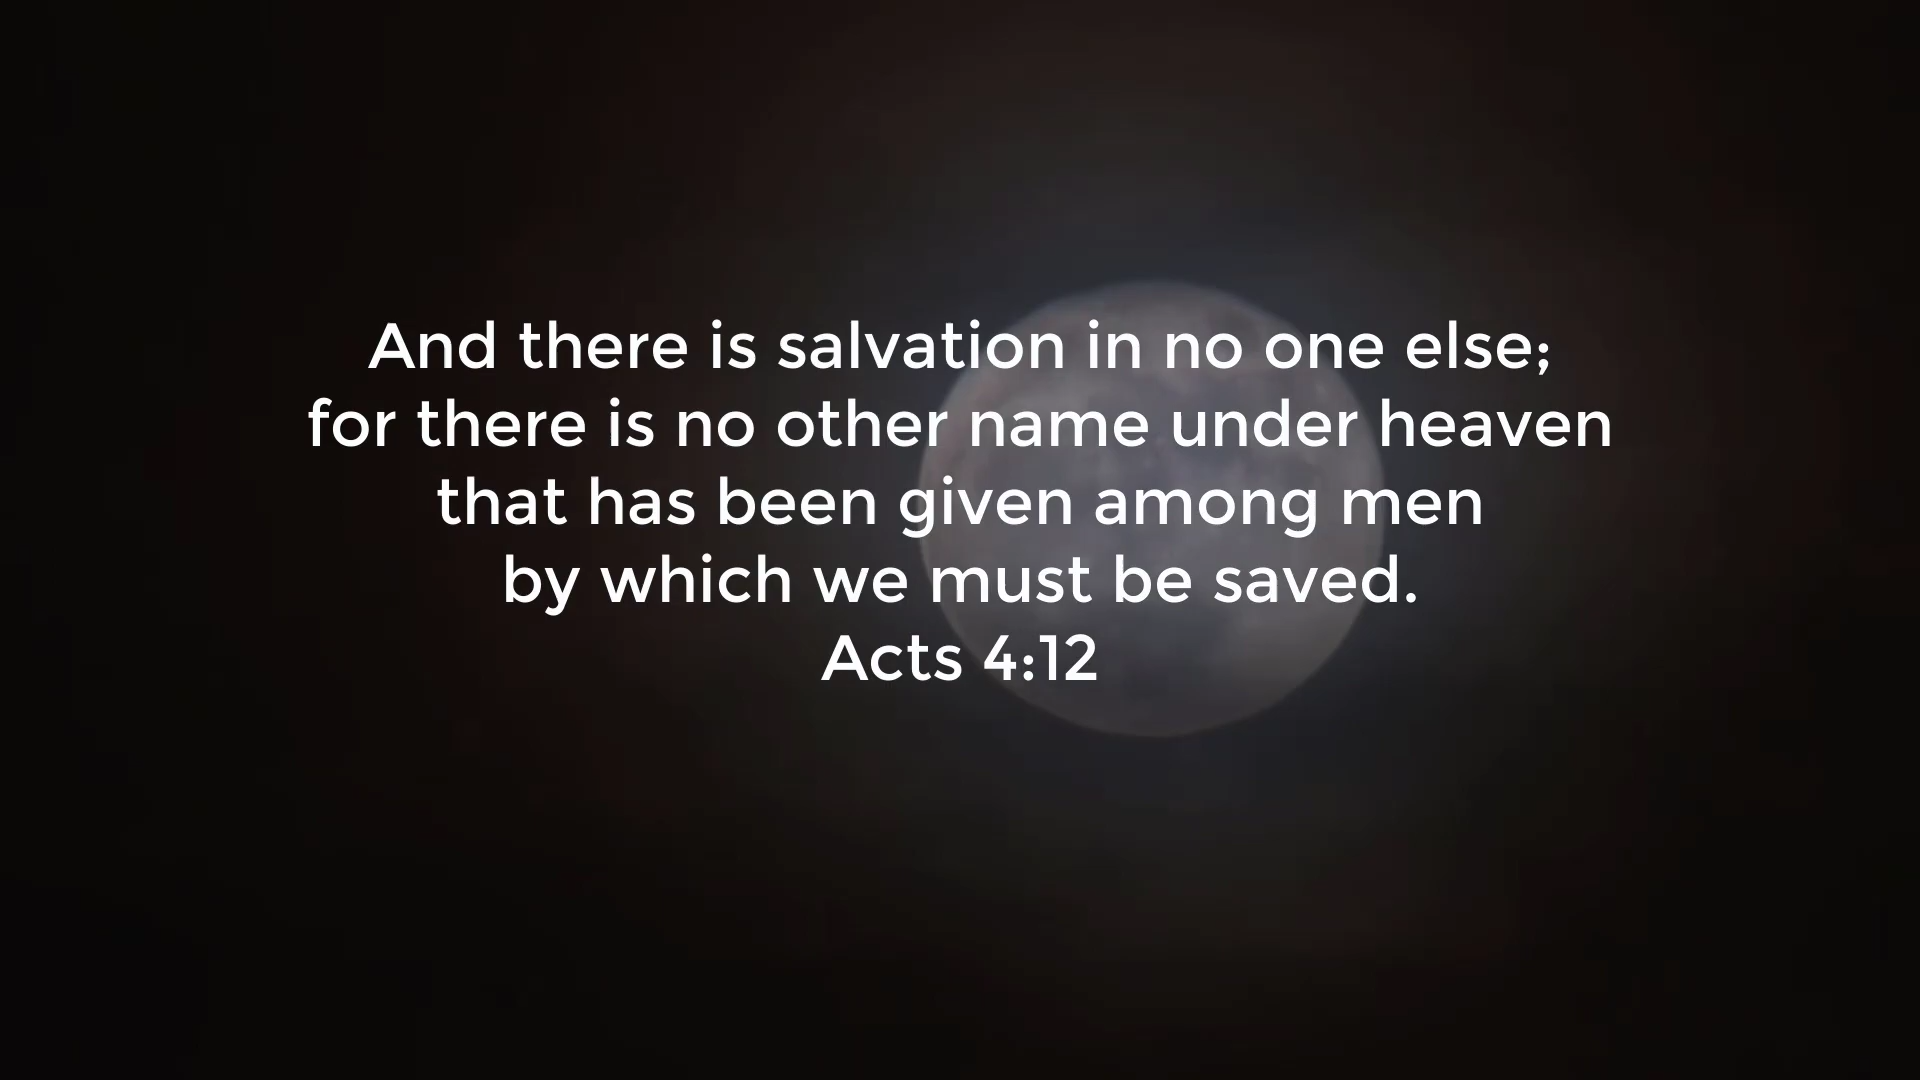 And there is salvation in no one else;
for there is no other name under heaven
that has been given among men
by which we must be saved.
Acts 4:12